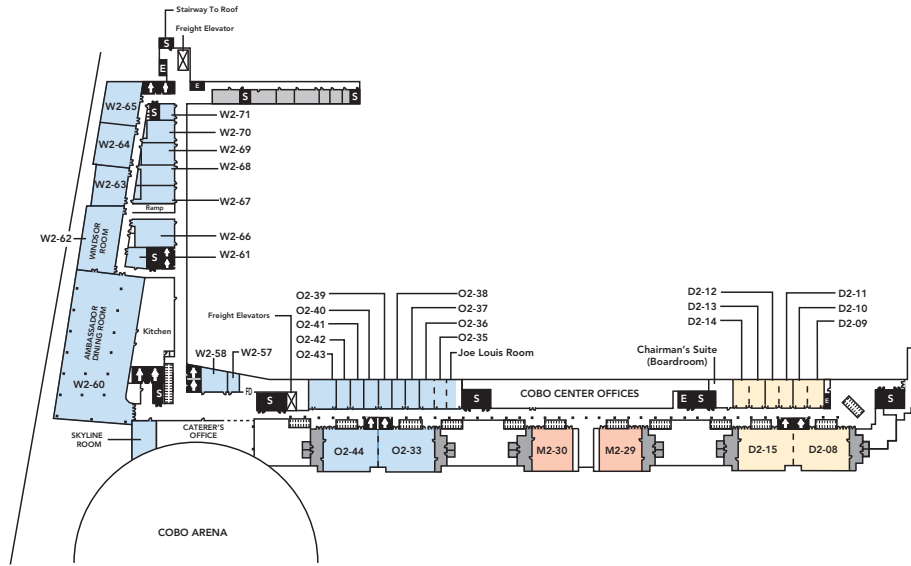 Stairway To Roof
Freight Elevator
S
E
E
S
S
W2-65
S
W2-71
W2-70
W2-64
W2-69
W2-68
W2-63
W2-67
Ramp
W2-62
WINDSOR
ROOM
W2-66
S
W2-61
AMBASSADOR
DINING ROOM
W2-60
Kitchen
S
SKYLINE
ROOM
CATERER'S
OFFICE
W2-58
W2-57
FD
Freight Elevators
S
O2-39
O2-40
O2-41
O2-42
O2-43
O2-38
O2-37
O2-36
O2-35
Joe Louis Room
S
COBO CENTER OFFICES
Chairman's Suite
(Boardroom)
E S
D2-12
D2-13
D2-14
D2-11
D2-10
D2-09
E
S
O2-44
O2-33
M2-30
M2-29
D2-15
D2-08
COBO ARENA